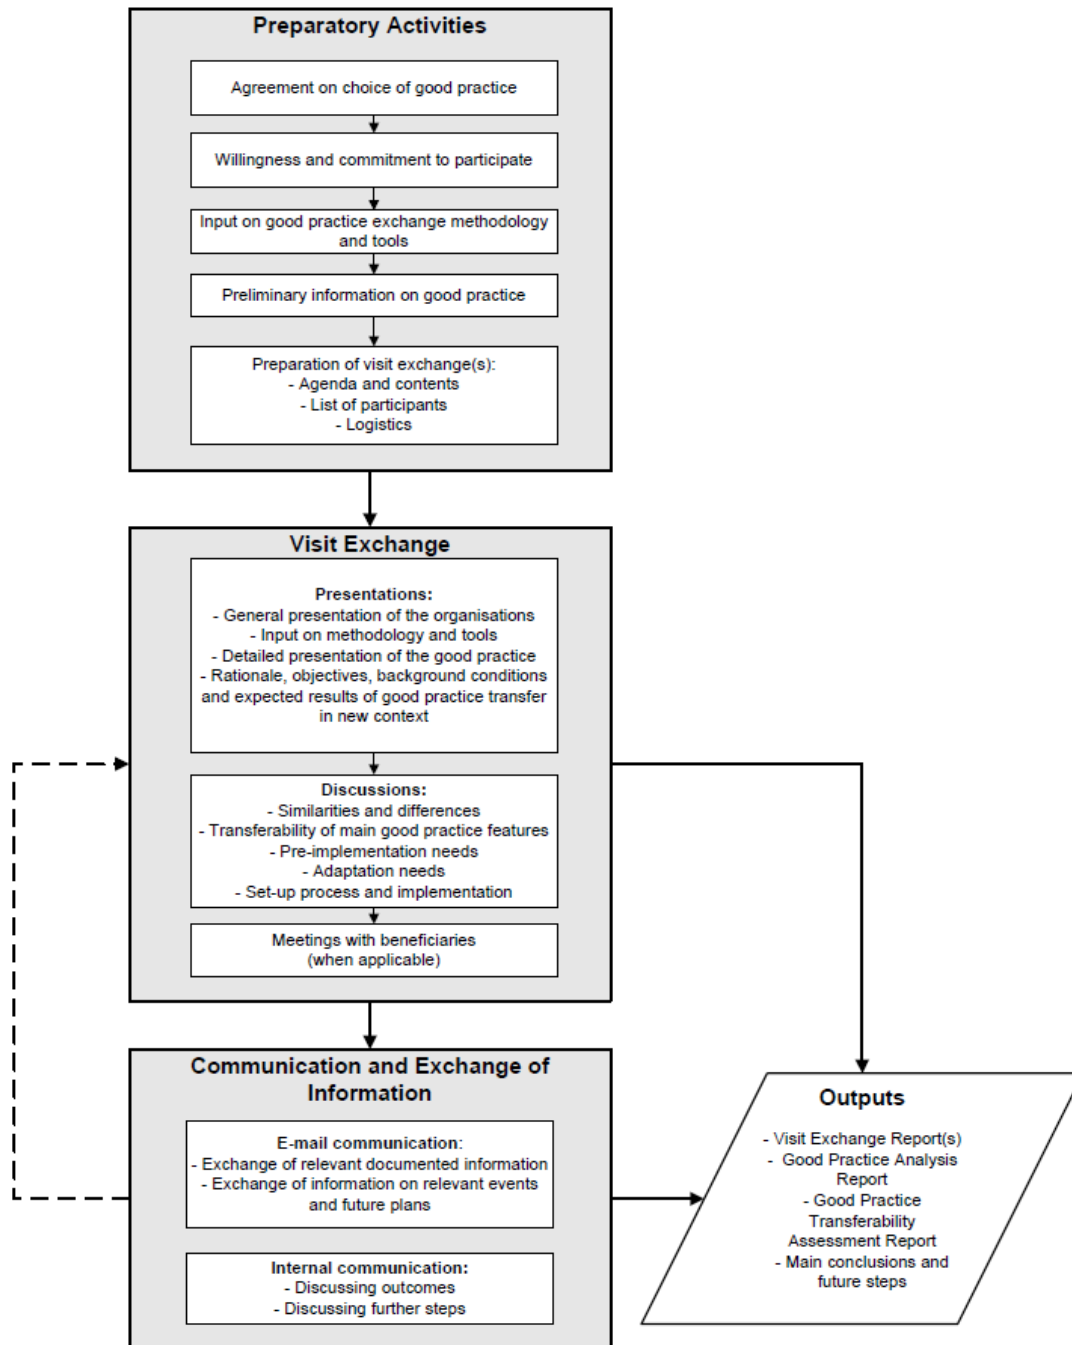 Preparatory Activities
Agreement on choice of good practice
Willingness and commitment to participate
Input on good practice exchange methodology
and tools
Preliminary information on good practice
Preparation of visit exchange(s):
- Agenda and contents
- List of participants
- Logistics
Visit Exchange
Presentations:
- General presentation of the organisations
- Input on methodology and tools
- Detailed presentation of the good practice
- Rationale, objectives, background conditions
and expected results of good practice transfer
in new context
Discussions:
- Similarities and differences
- Transferability of main good practice features
- Pre-implementation needs
- Adaptation needs
- Set-up process and implementation
Meetings with beneficiaries
(when applicable)
Communication and Exchange of
Information
E-mail communication:
- Exchange of relevant documented information
- Exchange of information on relevant events
and future plans
Internal communication:
- Discussing outcomes
- Discussing further steps
Outputs
- Visit Exchange Report(s)
- Good Practice Analysis
Report
- Good Practice
Transferability
Assessment Report
- Main conclusions and
future steps